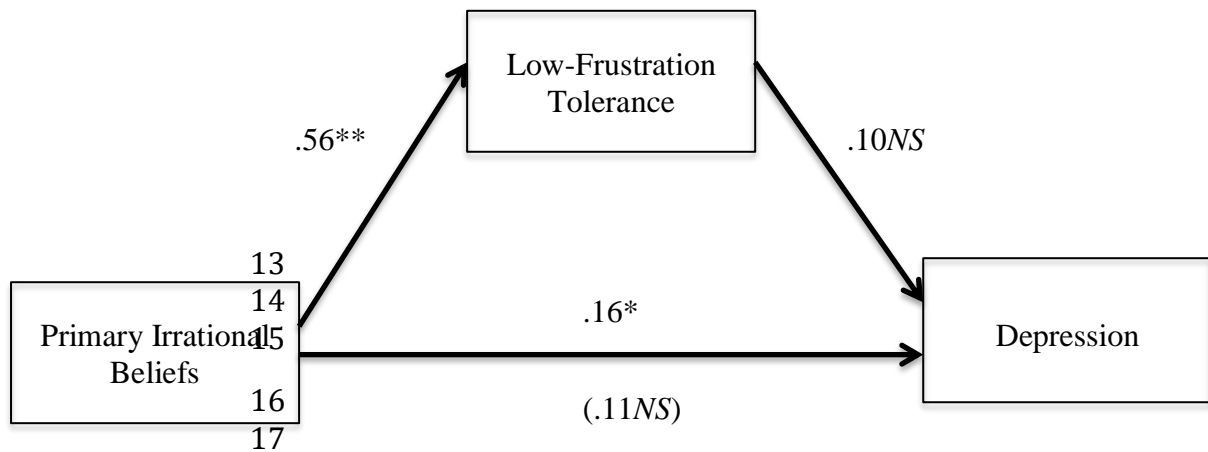 Low-Frustration
Tolerance
.56**
.10NS
13
14
.16*
Primary Irrational
15
Beliefs
Depression
16
(.11NS)
17